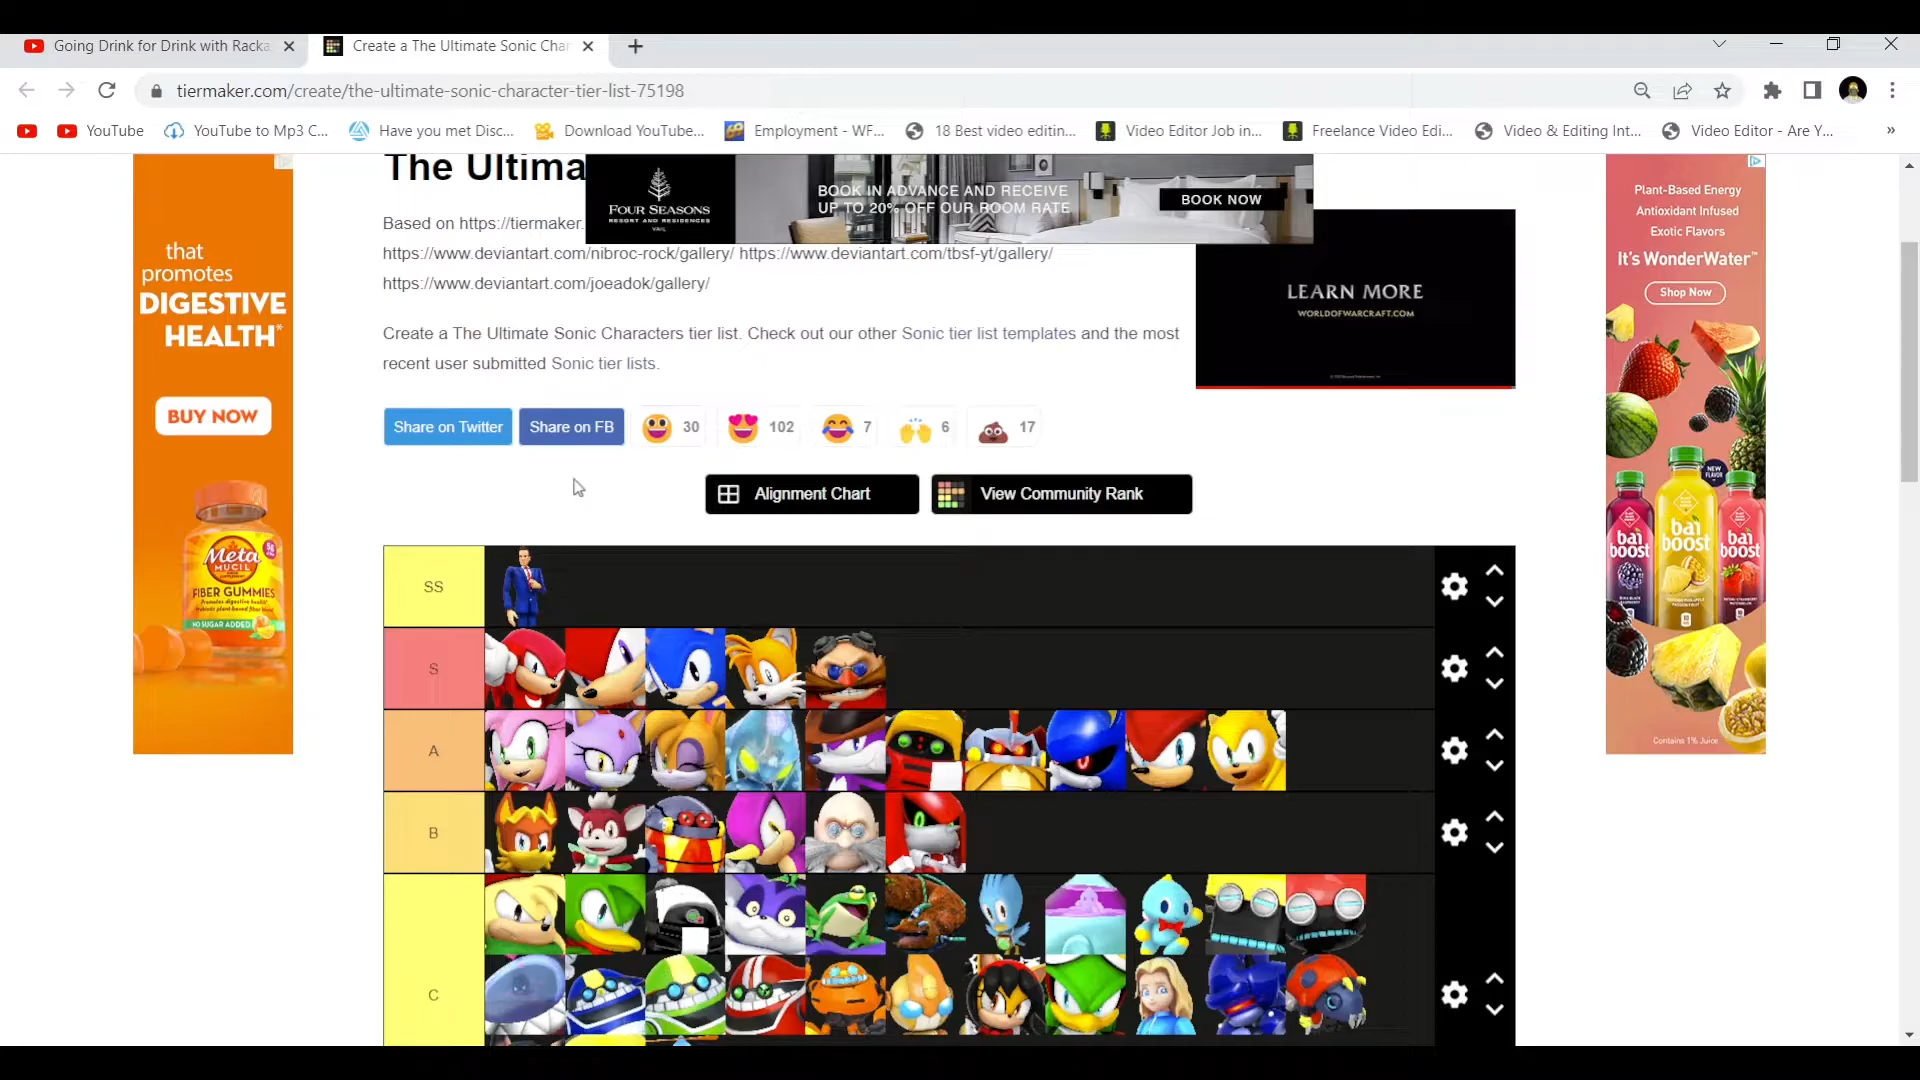 Going Drink for Drink with Racka
Create a The Ultimate Sonic Char
tiermaker.com/create/the-ultimate-sonic-character-tier-list-75198
YouTube
YouTube to Mp3 C...
Have you met Disc...
Download YouTube...
Employment - WF...
18 Best video editin...
Video Editor Job in...
Freelance Video Edi...
Video & Editing Int...
Video Editor - Are Y...
»
The Ultima
Based on https://tiermaker.
https://www.deviantart.com/nibroc-rock/gallery/ https://www.deviantart.com/tbsf-yt/gallery/
https://www.deviantart.com/joeadok/gallery/
Create a The Ultimate Sonic Characters tier list. Check out our other Sonic tier list templates and the most
recent user submitted Sonic tier lists.
FOUR SEASONS
RESORT AND RESIDENCES
VAIL
BOOK IN ADVANCE AND RECEIVE
UP TO 20% OFF OUR ROOM RATE
BOOK NOW
LEARN MORE
WORLDOFWARCRAFT.COM
Share on Twitter
Share on FB
30
102
7
6
17
Alignment Chart
View Community Rank
SS
S
A
B
C
that
promotes
DIGESTIVE
HEALTH*
BUY NOW
Meta
MUCIL
FIBER GUMMIES
NO SUGAR ADDED
Plant-Based Energy
Antioxidant Infused
Exotic Flavors
It's WonderWater™
Shop Now
NEW
FLAVOR
bai
boost
bai
boost
bai
boost
Contains 1% Juice